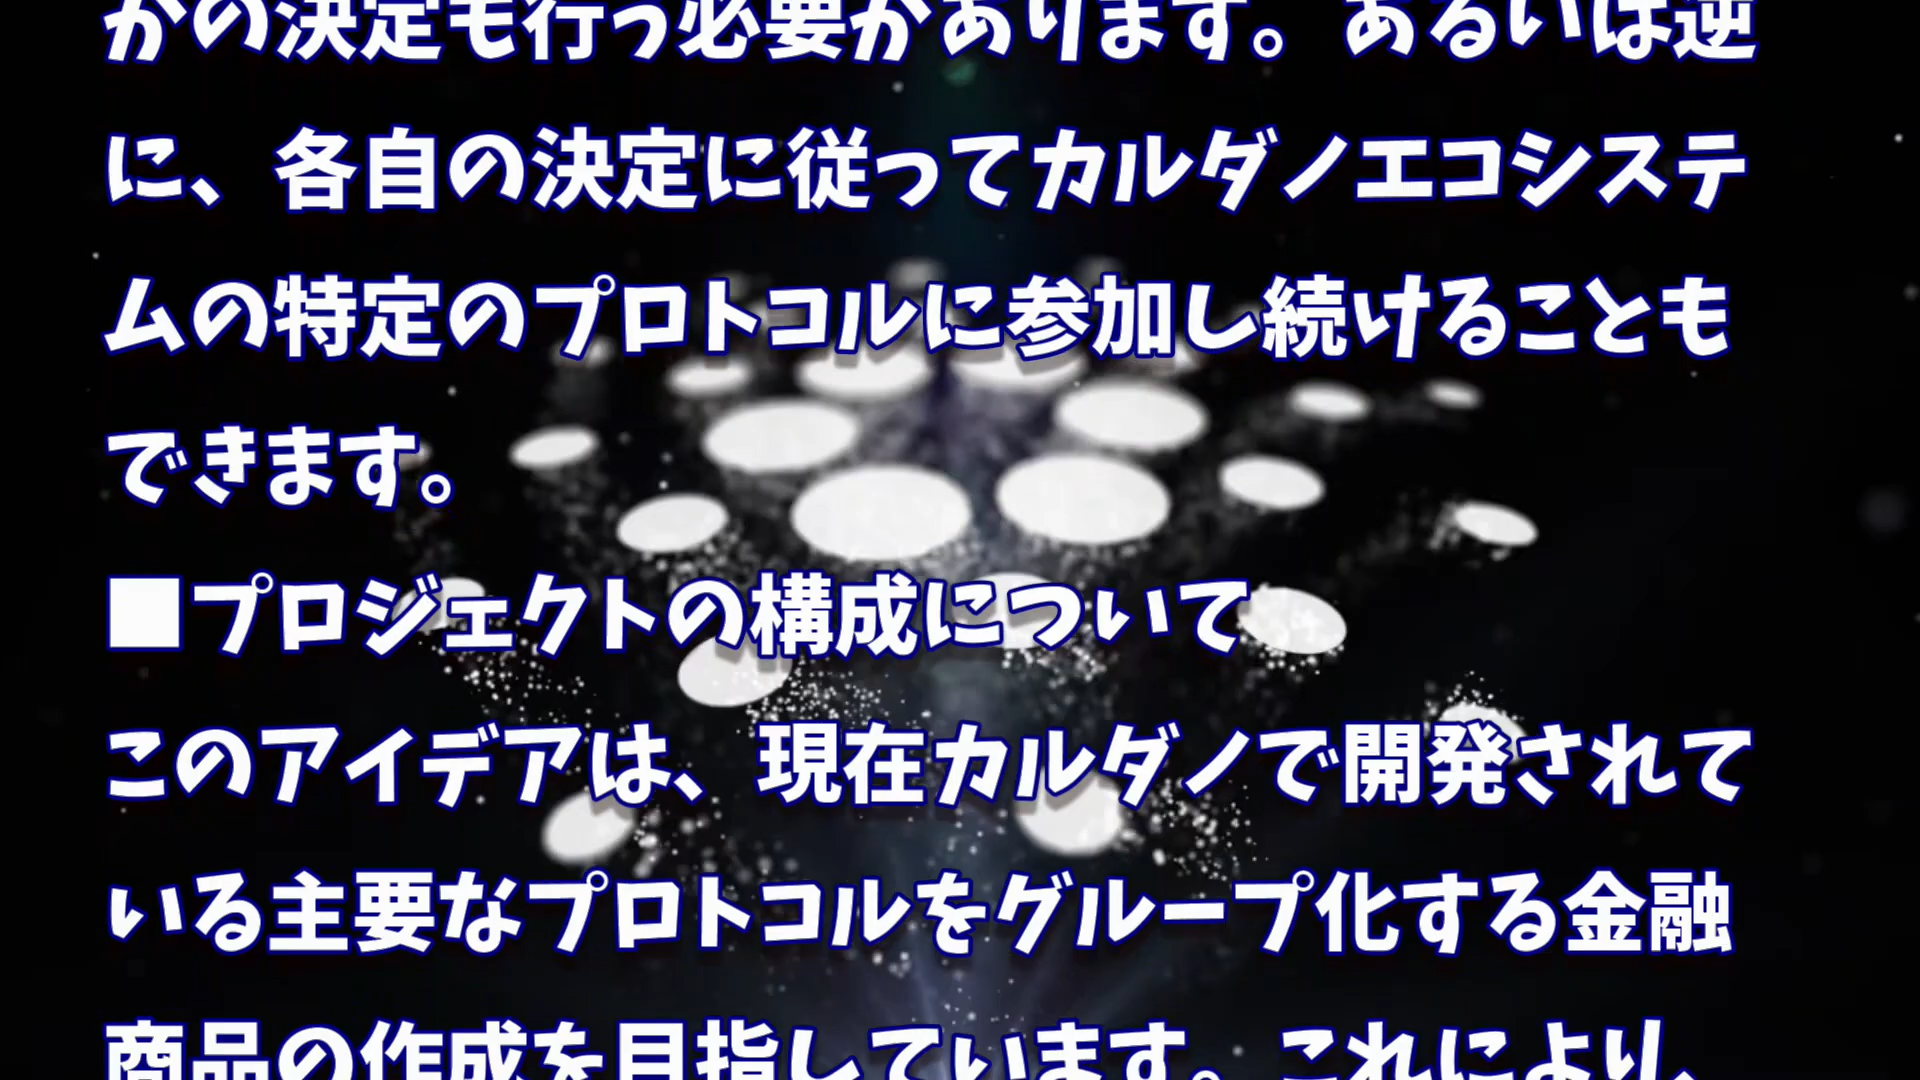 かの決定も行う必要があります。あるいは逆
に、各自の決定に従ってカルダノエコシステ
ムの特定のプロトコルに参加し続けることも
できます。
■プロジェクトの構成について
このアイデアは、現在カルダノで開発されて
いる主要なプロトコルをグループ化する金融
商品の作成を目指しています。これにより、